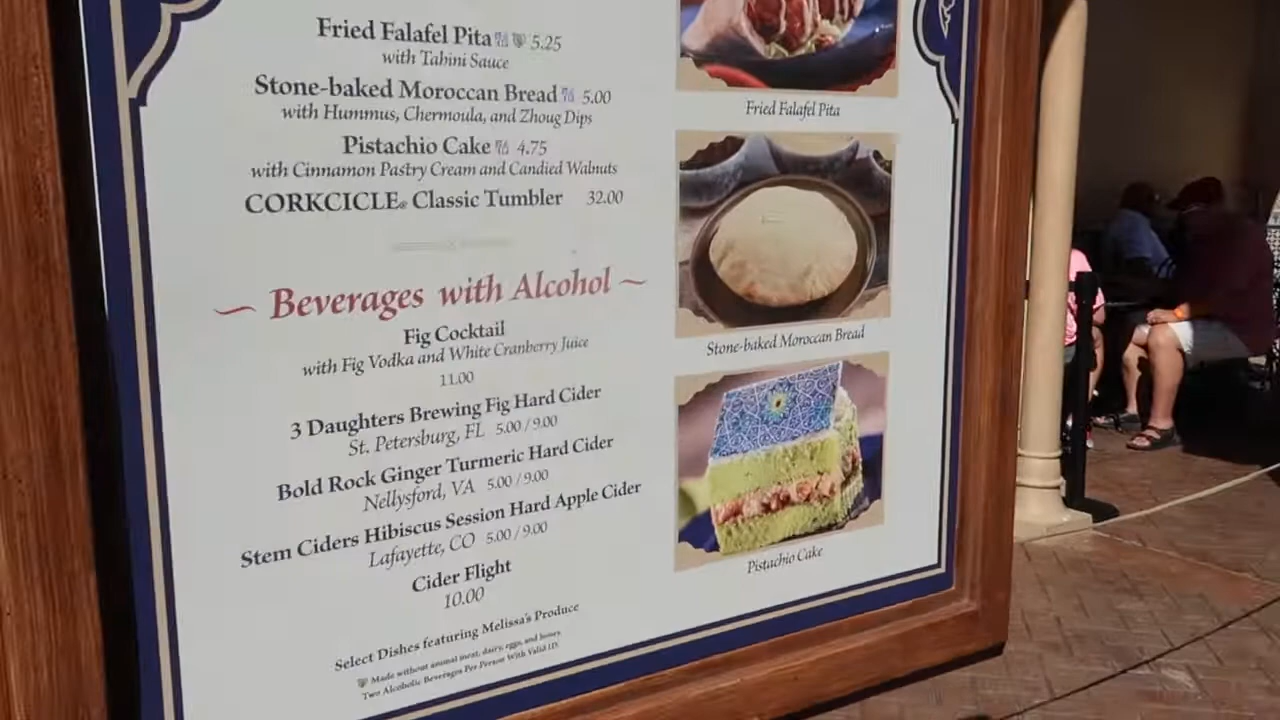 Fried Falafel Pita 5.25
with Tahini Sauce
Stone-baked Moroccan Bread 5.00
with Hummus, Chermoula, and Zhoug Dips
Pistachio Cake 4.75
with Cinnamon Pastry Cream and Candied Walnuts
CORKCICLE® Classic Tumbler 32.00
~ Beverages with Alcohol ~
Fig Cocktail
with Fig Vodka and White Cranberry Juice
11.00
3 Daughters Brewing Fig Hard Cider
St. Petersburg, FL 5.00 / 9.00
Bold Rock Ginger Turmeric Hard Cider
Nellysford, VA 5.00 / 9.00
Stem Ciders Hibiscus Session Hard Apple Cider
Lafayette, CO 5.00 / 9.00
Cider Flight
10.00
Select Dishes featuring Melissa's Produce
Made without animal meat, dairy, eggs, and honey.
Two Alcoholic Beverages Per Person With Valid ID.
Fried Falafel Pita
Stone-baked Moroccan Bread
Pistachio Cake